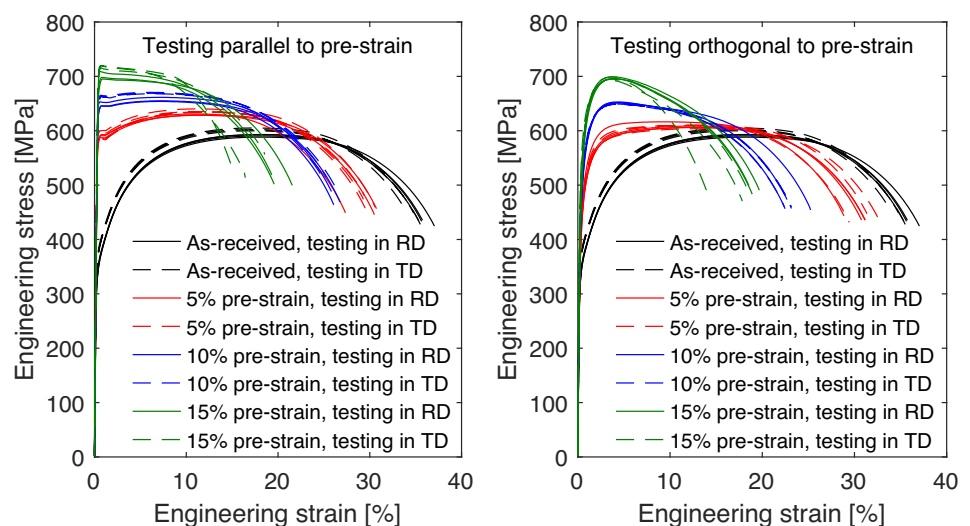 Testing parallel to pre-strain
800
700
600
500
400
300
200
100
0
Engineering stress [MPa]
As-received, testing in RD
As-received, testing in TD
5% pre-strain, testing in RD
5% pre-strain, testing in TD
10% pre-strain, testing in RD
10% pre-strain, testing in TD
15% pre-strain, testing in RD
15% pre-strain, testing in TD
0 10 20 30 40
Engineering strain [%]
Testing orthogonal to pre-strain
800
700
600
500
400
300
200
100
0
Engineering stress [MPa]
As-received, testing in RD
As-received, testing in TD
5% pre-strain, testing in RD
5% pre-strain, testing in TD
10% pre-strain, testing in RD
10% pre-strain, testing in TD
15% pre-strain, testing in RD
15% pre-strain, testing in TD
0 10 20 30 40
Engineering strain [%]